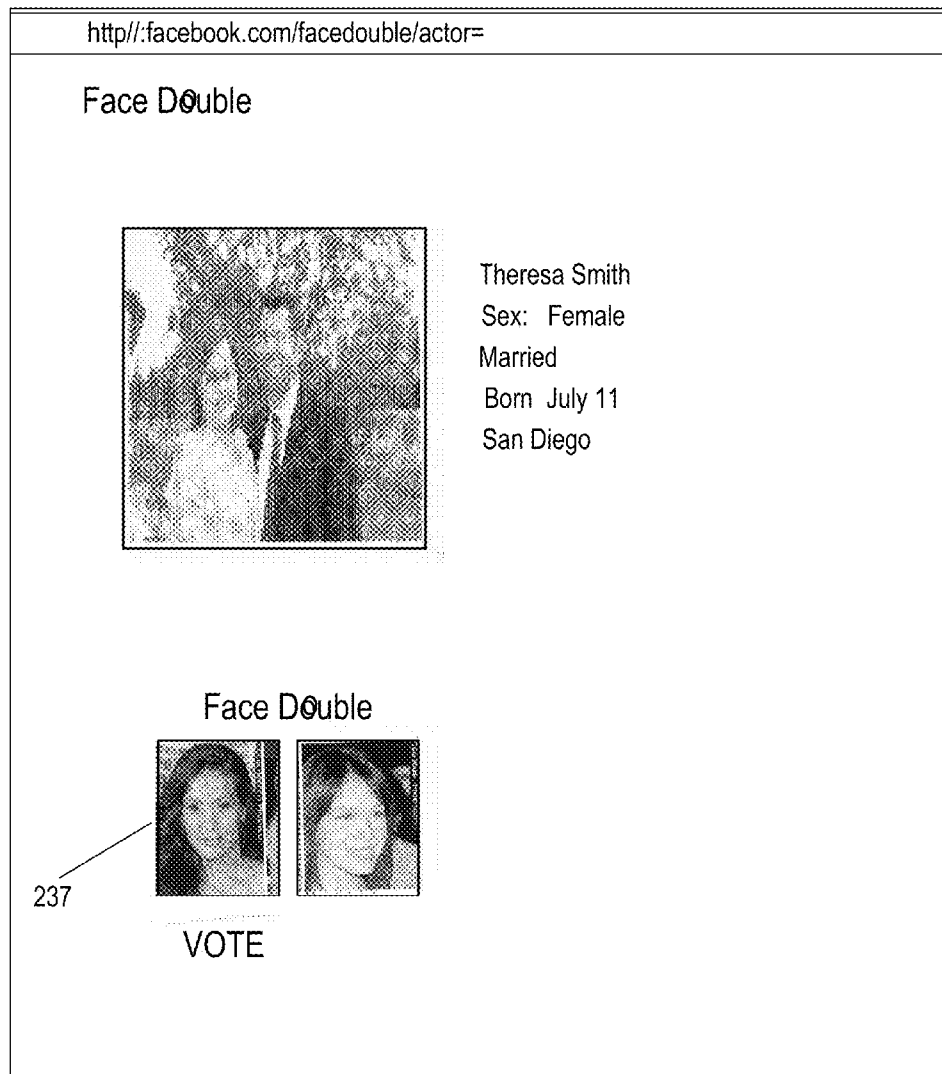 http//:facebook.com/facedouble/actor=
Face Double
Theresa Smith
Sex: Female
Married
Born July 11
San Diego
Face Double
237
VOTE